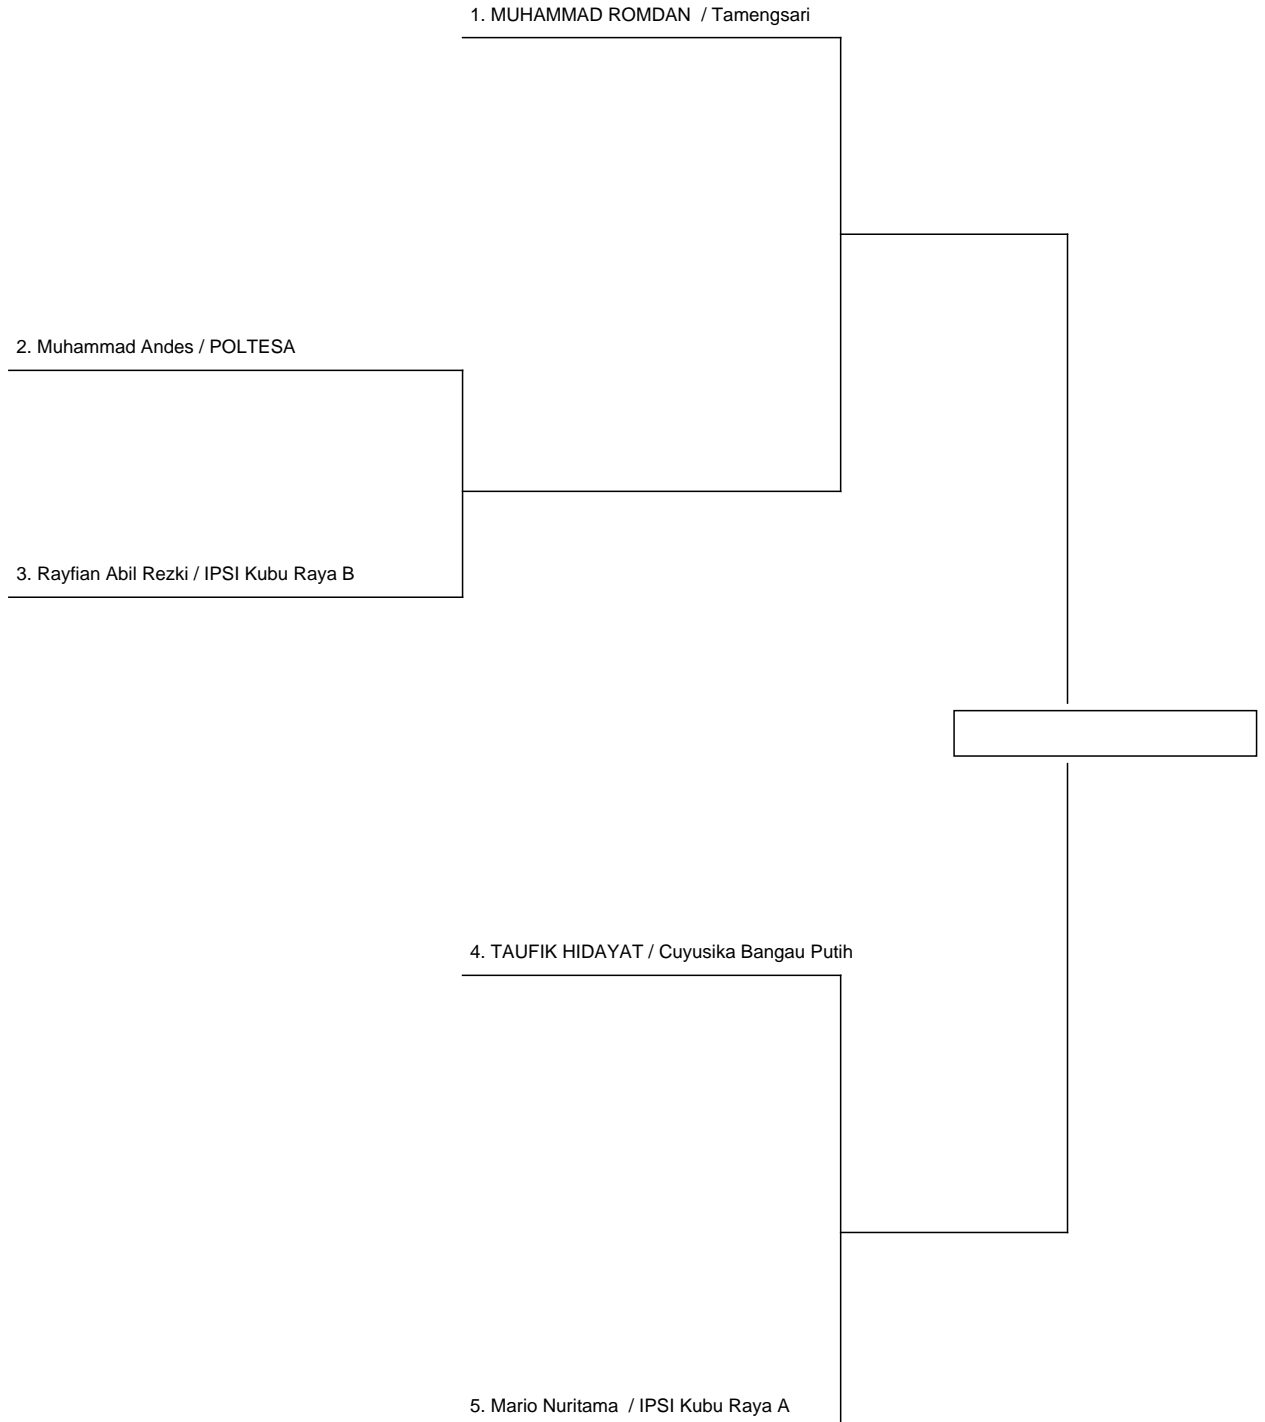 1. MUHAMMAD ROMDAN  / Tamengsari
2. Muhammad Andes / POLTESA
3. Rayfian Abil Rezki / IPSI Kubu Raya B
4. TAUFIK HIDAYAT / Cuyusika Bangau Putih
5. Mario Nuritama  / IPSI Kubu Raya A